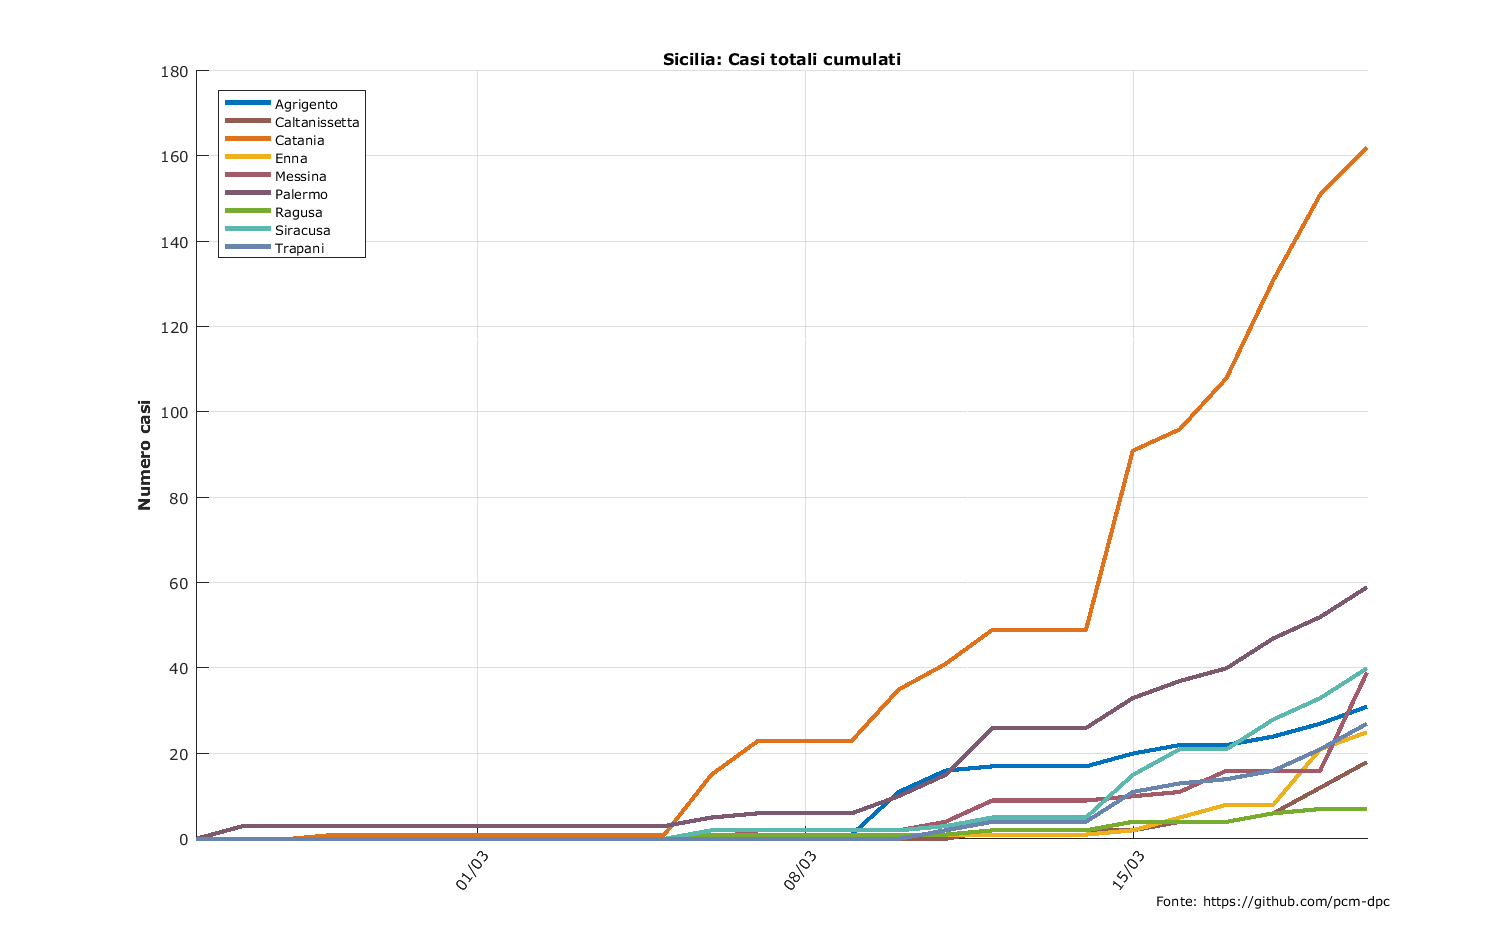 Sicilia: Casi totali cumulati
180
160
140
120
100
80
60
40
20
0
Numero casi
Agrigento
Caltanissetta
Catania
Enna
Messina
Palermo
Ragusa
Siracusa
Trapani
01/03
08/03
15/03
Fonte: https://github.com/pcm-dpc